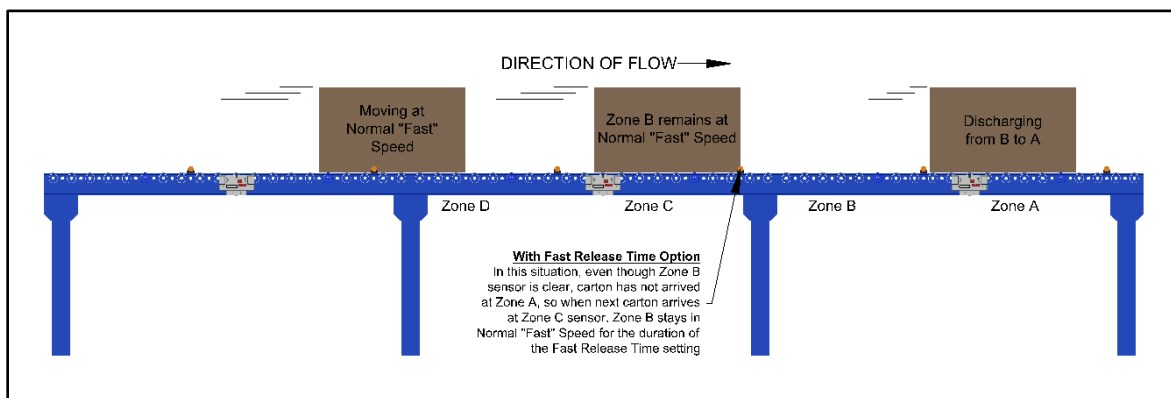 DIRECTION OF FLOW
Moving at
Normal "Fast"
Speed
Zone B remains at
Normal "Fast" Speed
Discharging
from B to A
Zone D
Zone C
Zone B
Zone A
With Fast Release Time Option
In this situation, even though Zone B
sensor is clear, carton has not arrived
at Zone A, so when next carton arrives
at Zone C sensor, Zone B stays in
Normal "Fast" Speed for the duration of
the Fast Release Time setting